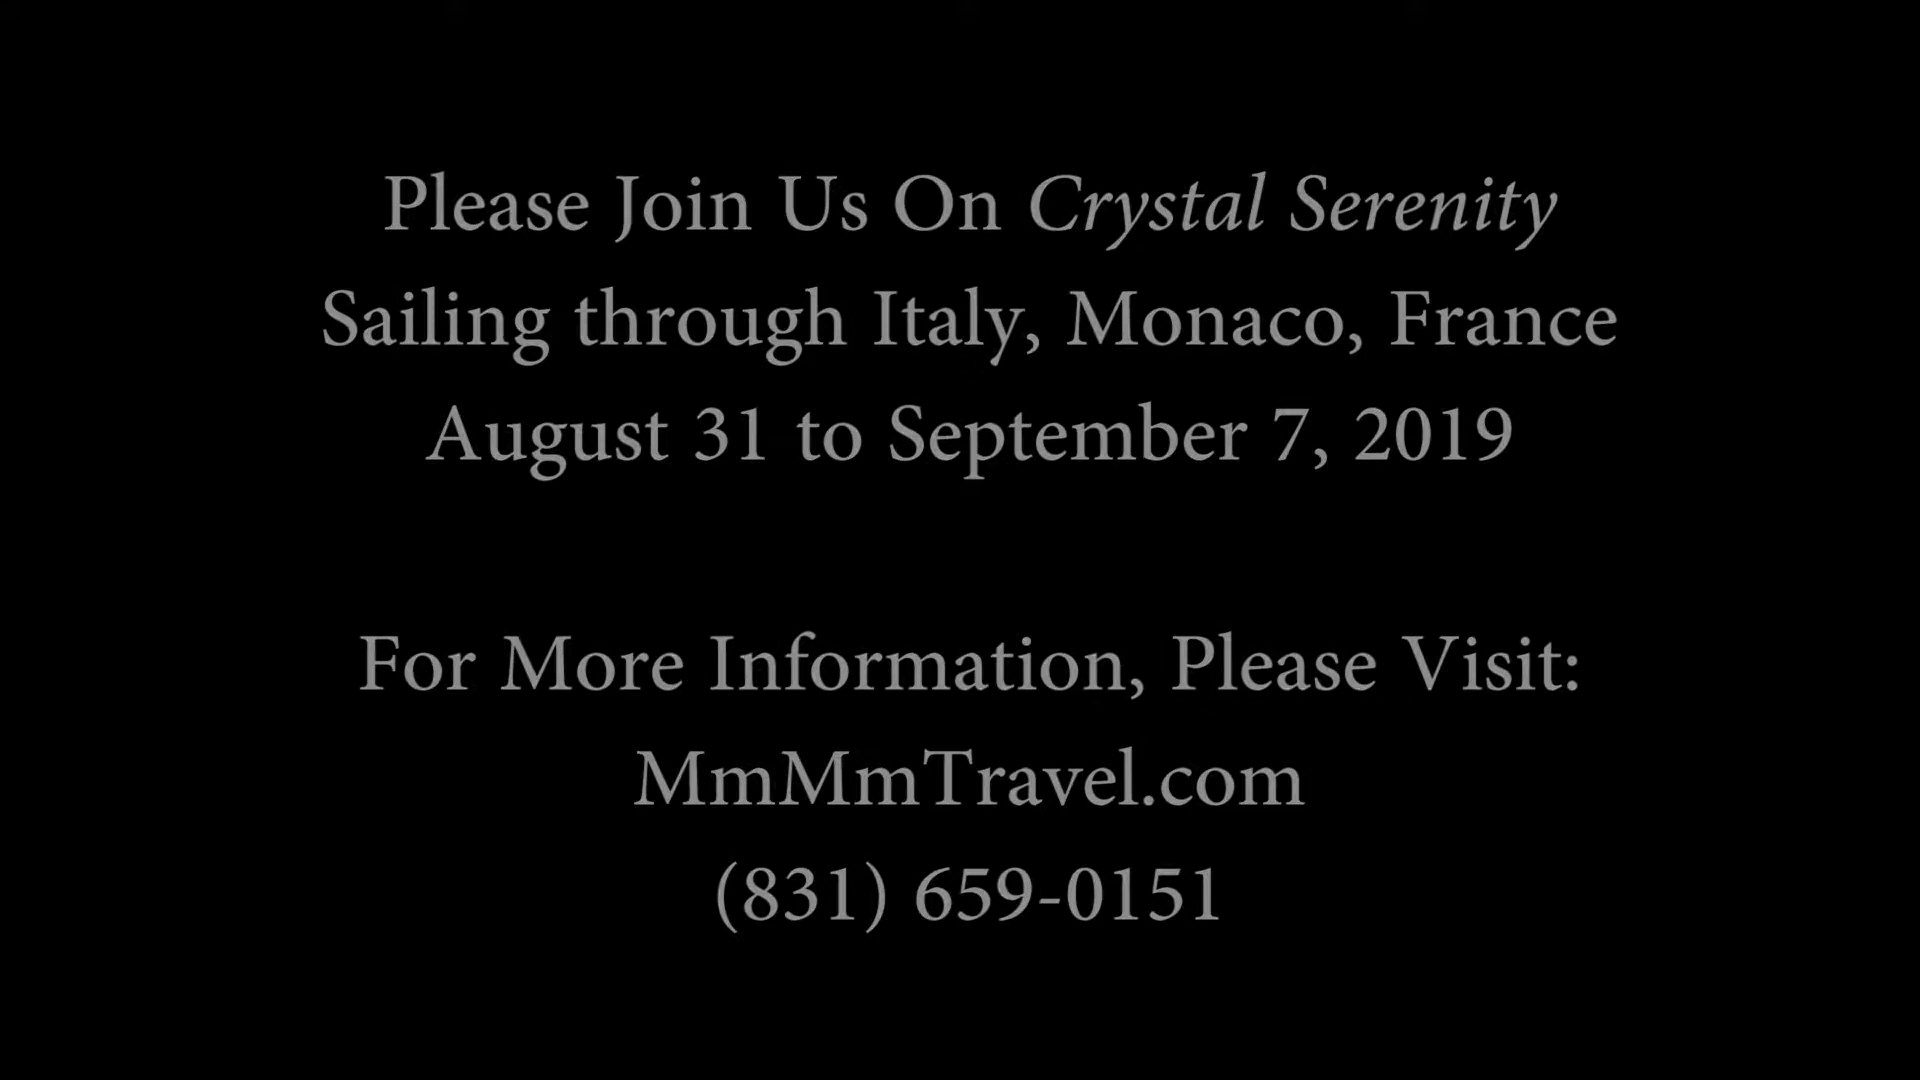 Please Join Us On Crystal Serenity
Sailing through Italy, Monaco, France
August 31 to September 7, 2019
For More Information, Please Visit:
MmMmTravel.com
(831) 659-0151